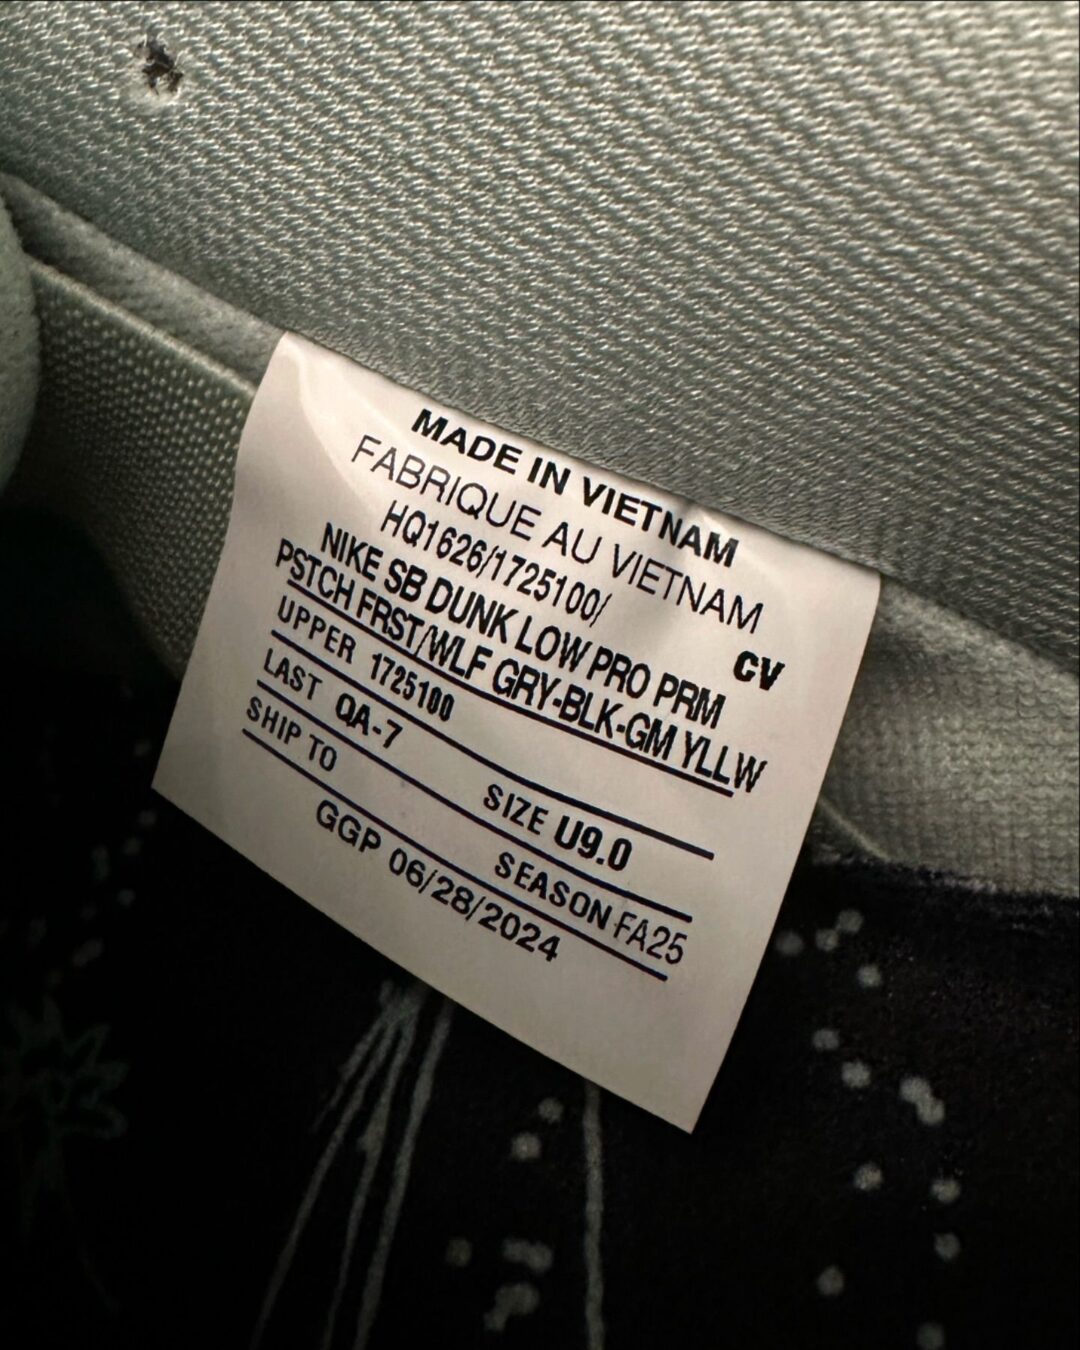 MADE IN VIETNAM
FABRIQUE AU VIETNAM
HQ1626/1725100/
CV
NIKE SB DUNK LOW PRO PRM
PSTCH FRST/WLF GRY-BLK-GM YLLW
UPPER 1725100
SIZE U9.0
LAST QA-7
SEASON FA25
SHIP TO
GGP 06/28/2024